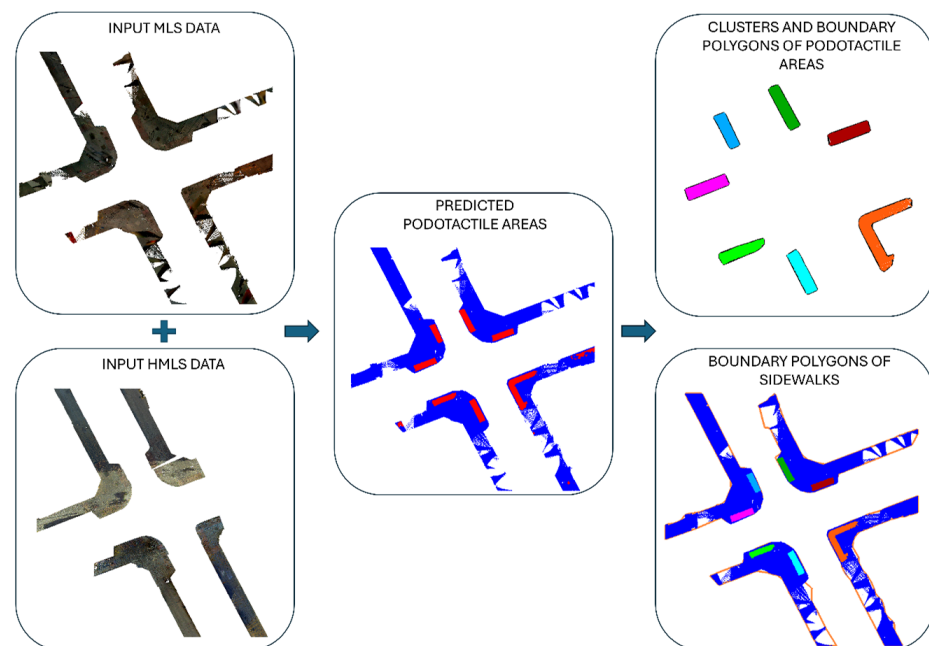 INPUT MLS DATA
INPUT HMLS DATA
PREDICTED
PODOTACTILE AREAS
CLUSTERS AND BOUNDARY
POLYGONS OF PODOTACTILE
AREAS
BOUNDARY POLYGONS OF
SIDEWALKS